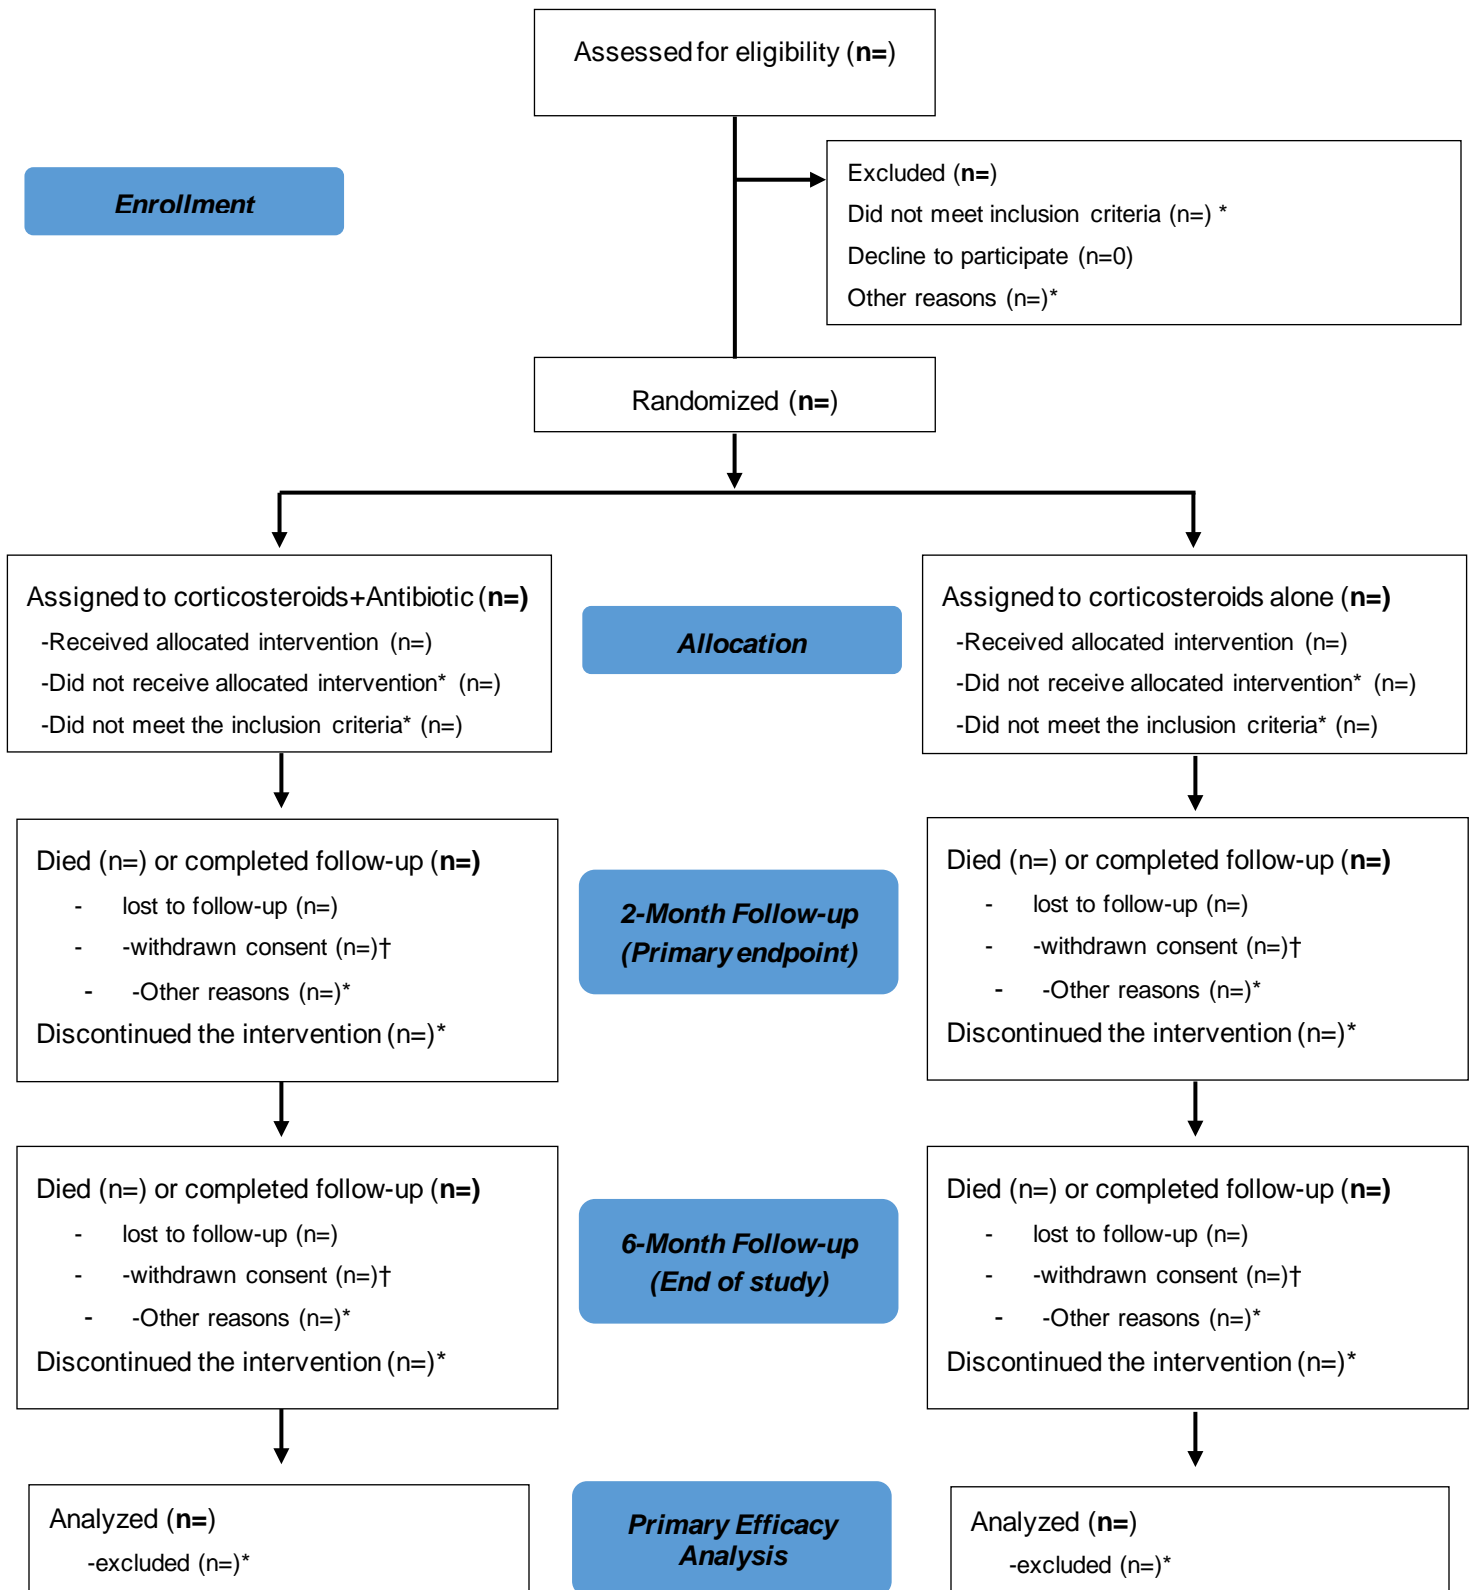 Assessed for eligibility (n=)
Enrollment
Excluded (n=)
Did not meet inclusion criteria (n=) *
Decline to participate (n=0)
Other reasons (n=)*
Randomized (n=)
Assigned to corticosteroids+Antibiotic (n=)
-Received allocated intervention (n=)
-Did not receive allocated intervention* (n=)
-Did not meet the inclusion criteria* (n=)
Allocation
Assigned to corticosteroids alone (n=)
-Received allocated intervention (n=)
-Did not receive allocated intervention* (n=)
-Did not meet the inclusion criteria* (n=)
Died (n=) or completed follow-up (n=)
- lost to follow-up (n=)
- -withdrawn consent (n=)†
- -Other reasons (n=)*
Discontinued the intervention (n=)*
2-Month Follow-up
(Primary endpoint)
Died (n=) or completed follow-up (n=)
- lost to follow-up (n=)
- -withdrawn consent (n=)†
- -Other reasons (n=)*
Discontinued the intervention (n=)*
Died (n=) or completed follow-up (n=)
- lost to follow-up (n=)
- -withdrawn consent (n=)†
- -Other reasons (n=)*
Discontinued the intervention (n=)*
6-Month Follow-up
(End of study)
Died (n=) or completed follow-up (n=)
- lost to follow-up (n=)
- -withdrawn consent (n=)†
- -Other reasons (n=)*
Discontinued the intervention (n=)*
Analyzed (n=)
-excluded (n=)*
Primary Efficacy
Analysis
Analyzed (n=)
-excluded (n=)*